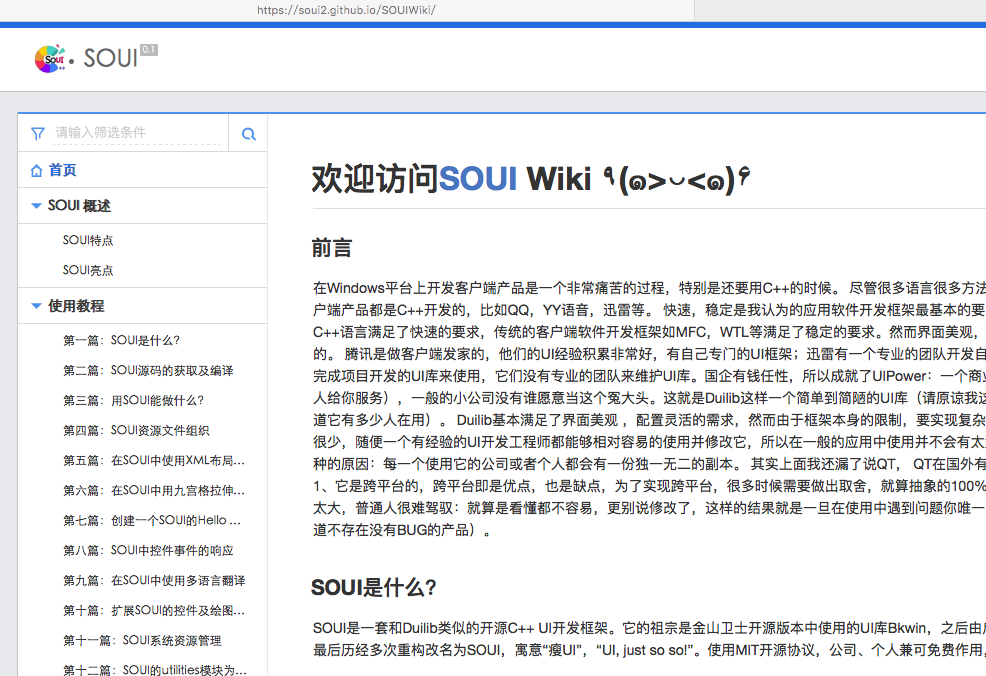 https://soui2.github.io/SOUIWiki/
SOUI
SOUI 0.1
请输入筛选条件
首页
SOUI 概述
SOUI特点
SOUI亮点
使用教程
第一篇：SOUI是什么?
第二篇：SOUI源码的获取及编译
第三篇：用SOUI能做什么?
第四篇：SOUI资源文件组织
第五篇：在SOUI中使用XML布局...
第六篇：在SOUI中用九宫格拉伸...
第七篇：创建一个SOUI的Hello ...
第八篇：SOUI中控件事件的响应
第九篇：在SOUI中使用多语言翻译
第十篇：扩展SOUI的控件及绘图...
第十一篇：SOUI系统资源管理
第十二篇：SOUI的utilities模块为...
欢迎访问SOUI Wiki ٩(๑>◡<๑)۶
前言
在Windows平台上开发客户端产品是一个非常痛苦的过程，特别是还要用C++的时候。 尽管很多语言很多方法
户端产品都是C++开发的，比如QQ，YY语音，迅雷等。 快速，稳定是我认为的应用软件开发框架最基本的要
C++语言满足了快速的要求，传统的客户端软件开发框架如MFC，WTL等满足了稳定的要求。然而界面美观，
的。 腾讯是做客户端发家的，他们的UI经验积累非常好，有自己专门的UI框架；迅雷有一个专业的团队开发自
完成项目开发的UI库来使用，它们没有专业的团队来维护UI库。国企有钱任性，所以成就了UIPower：一个商业
人给你服务），一般的小公司没有谁愿意当这个冤大头。这就是Duilib这样一个简单到简陋的UI库（请原谅我这
道它有多少人在用）。 Duilib基本满足了界面美观 ，配置灵活的需求，然而由于框架本身的限制，要实现复杂
很少，随便一个有经验的UI开发工程师都能够相对容易的使用并修改它，所以在一般的应用中使用并不会有太
种的原因：每一个使用它的公司或者个人都会有一份独一无二的副本。 其实上面我还漏了说QT， QT在国外有
1、它是跨平台的，跨平台即是优点，也是缺点，为了实现跨平台，很多时候需要做出取舍，就算抽象的100%
太大，普通人很难驾驭：就算是看懂都不容易，更别说修改了，这样的结果就是一旦在使用中遇到问题你唯一
道不存在没有BUG的产品）。
SOUI是什么?
SOUI是一套和Duilib类似的开源C++ UI开发框架。它的祖宗是金山卫士开源版本中使用的UI库Bkwin，之后由
最后历经多次重构改名为SOUI，寓意“瘦UI”，“UI, just so so!”。使用MIT开源协议，公司、个人兼可免费作用，